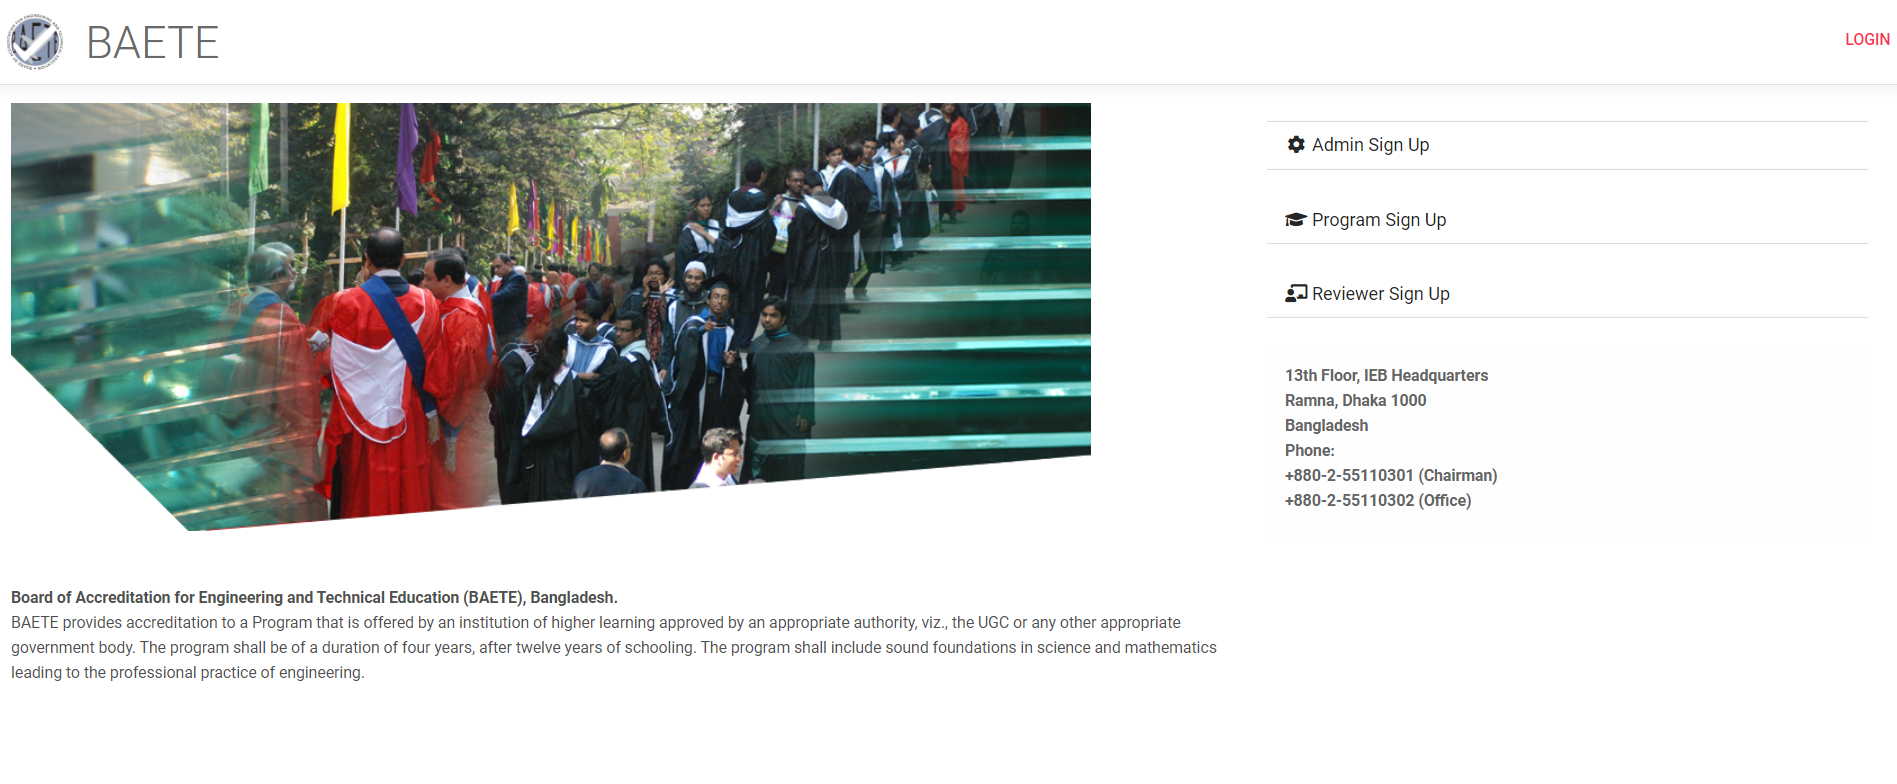 BAETE
LOGIN
Admin Sign Up
Program Sign Up
Reviewer Sign Up
13th Floor, IEB Headquarters
Ramna, Dhaka 1000
Bangladesh
Phone:
+880-2-55110301 (Chairman)
+880-2-55110302 (Office)
Board of Accreditation for Engineering and Technical Education (BAETE), Bangladesh.
BAETE provides accreditation to a Program that is offered by an institution of higher learning approved by an appropriate authority, viz., the UGC or any other appropriate
government body. The program shall be of a duration of four years, after twelve years of schooling. The program shall include sound foundations in science and mathematics
leading to the professional practice of engineering.